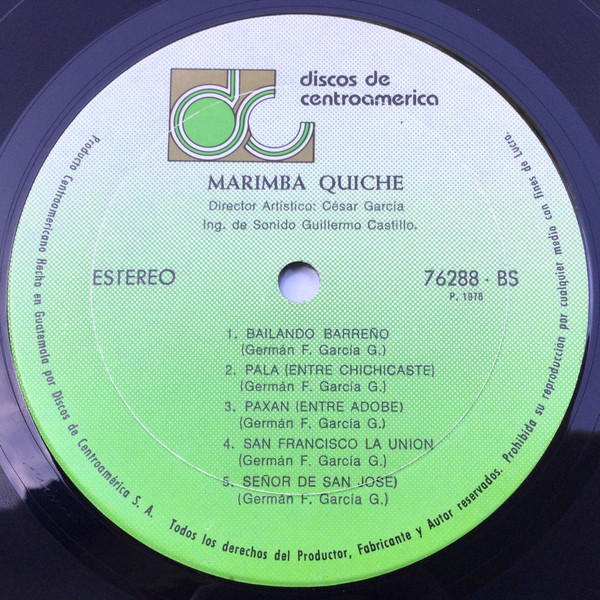 discos de
centroamerica
MARIMBA QUICHE
Director Artístico: César García
Ing. de Sonido Guillermo Castillo.
ESTEREO
76288 - BS
P. 1978
1. BAILANDO BARREÑO
(Germán F. García G.)
2. PALA (ENTRE CHICHICASTE)
(Germán F. García G.)
3. PAXAN (ENTRE ADOBE)
(Germán F. García G.)
4. SAN FRANCISCO LA UNION
(Germán F. García G.)
5. SEÑOR DE SAN JOSE)
(Germán F. García G.)
Producto Centroamericano Hecho en Guatemala por Discos de Centroamérica S. A. Todos los derechos del Productor, Fabricante y Autor reservados. Prohibida su reproducción por cualquier medio con fines de Lucro.